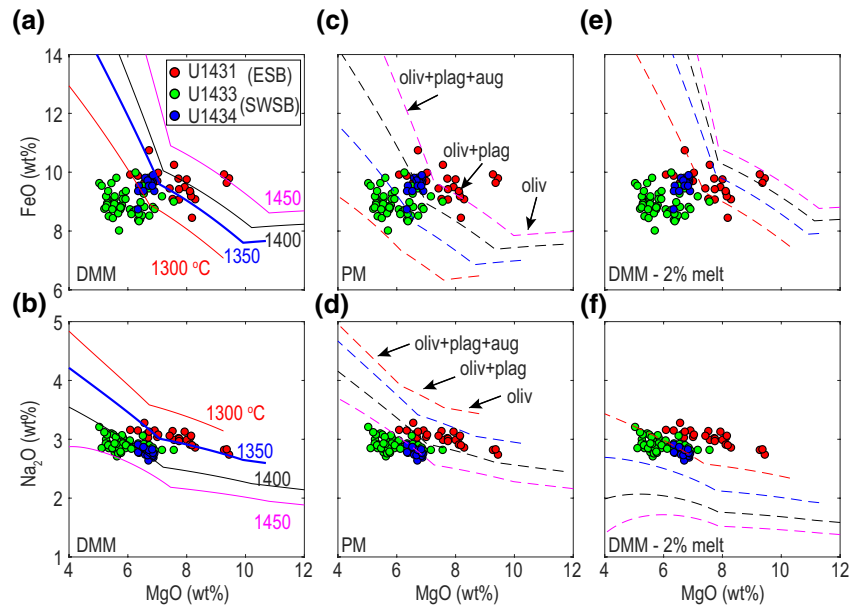 (a)
(c)
(e)
14
12
10
8
6
FeO (wt%)
U1431 (ESB)
U1433 (SWSB)
U1434
1450
1400
1350
1300 °C
DMM
oliv+plag+aug
oliv+plag
oliv
PM
DMM - 2% melt
(b)
(d)
(f)
5
4
3
2
1
Na2O (wt%)
1300 °C
1350
1400
1450
DMM
oliv+plag+aug
oliv+plag
oliv
PM
DMM - 2% melt
4 6 8 10 12
4 6 8 10 12
4 6 8 10 12
MgO (wt%)
MgO (wt%)
MgO (wt%)